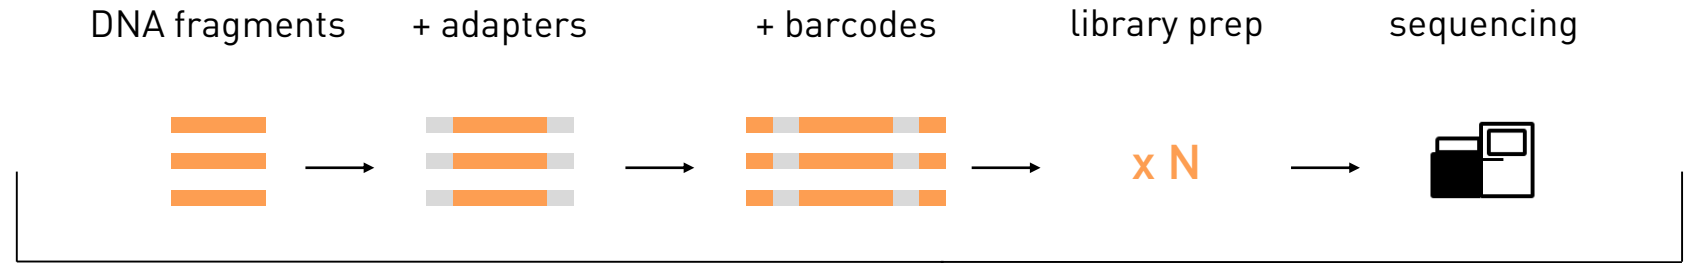 DNA fragments
+ adapters
+ barcodes
library prep
sequencing
x N